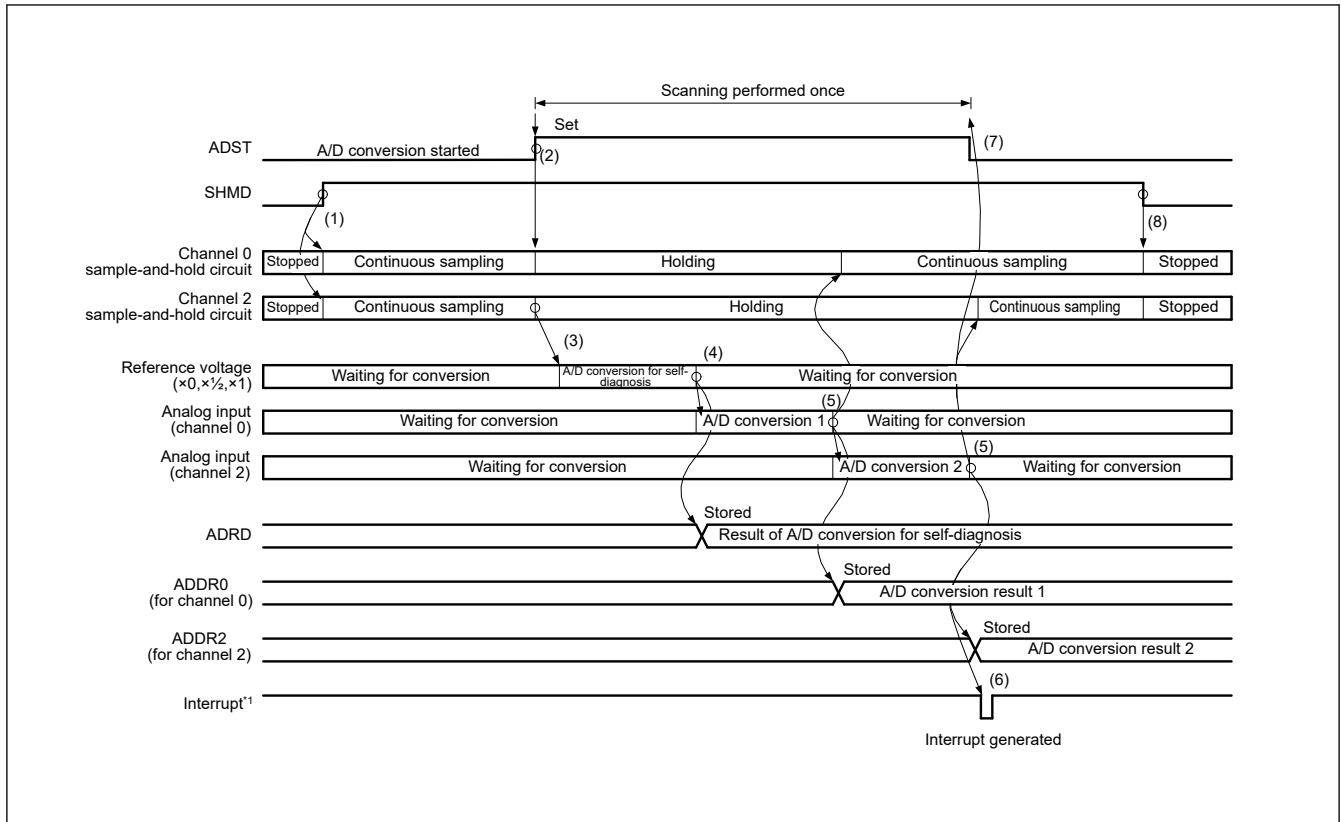 Scanning performed once
Set
ADST
A/D conversion started
(2)
(7)
SHMD
(1)
(8)
Channel 0
sample-and-hold circuit
Stopped
Continuous sampling
Holding
Continuous sampling
Stopped
Channel 2
sample-and-hold circuit
Stopped
Continuous sampling
Holding
Continuous sampling
Stopped
(3)
(4)
Reference voltage
(×0,×½,×1)
Waiting for conversion
A/D conversion for self-
diagnosis
Waiting for conversion
Analog input
(channel 0)
Waiting for conversion
A/D conversion 1
(5)
Waiting for conversion
Analog input
(channel 2)
Waiting for conversion
A/D conversion 2
(5)
Waiting for conversion
ADRD
Stored
Result of A/D conversion for self-diagnosis
ADDR0
(for channel 0)
Stored
A/D conversion result 1
ADDR2
(for channel 2)
Stored
A/D conversion result 2
Interrupt*1
(6)
Interrupt generated